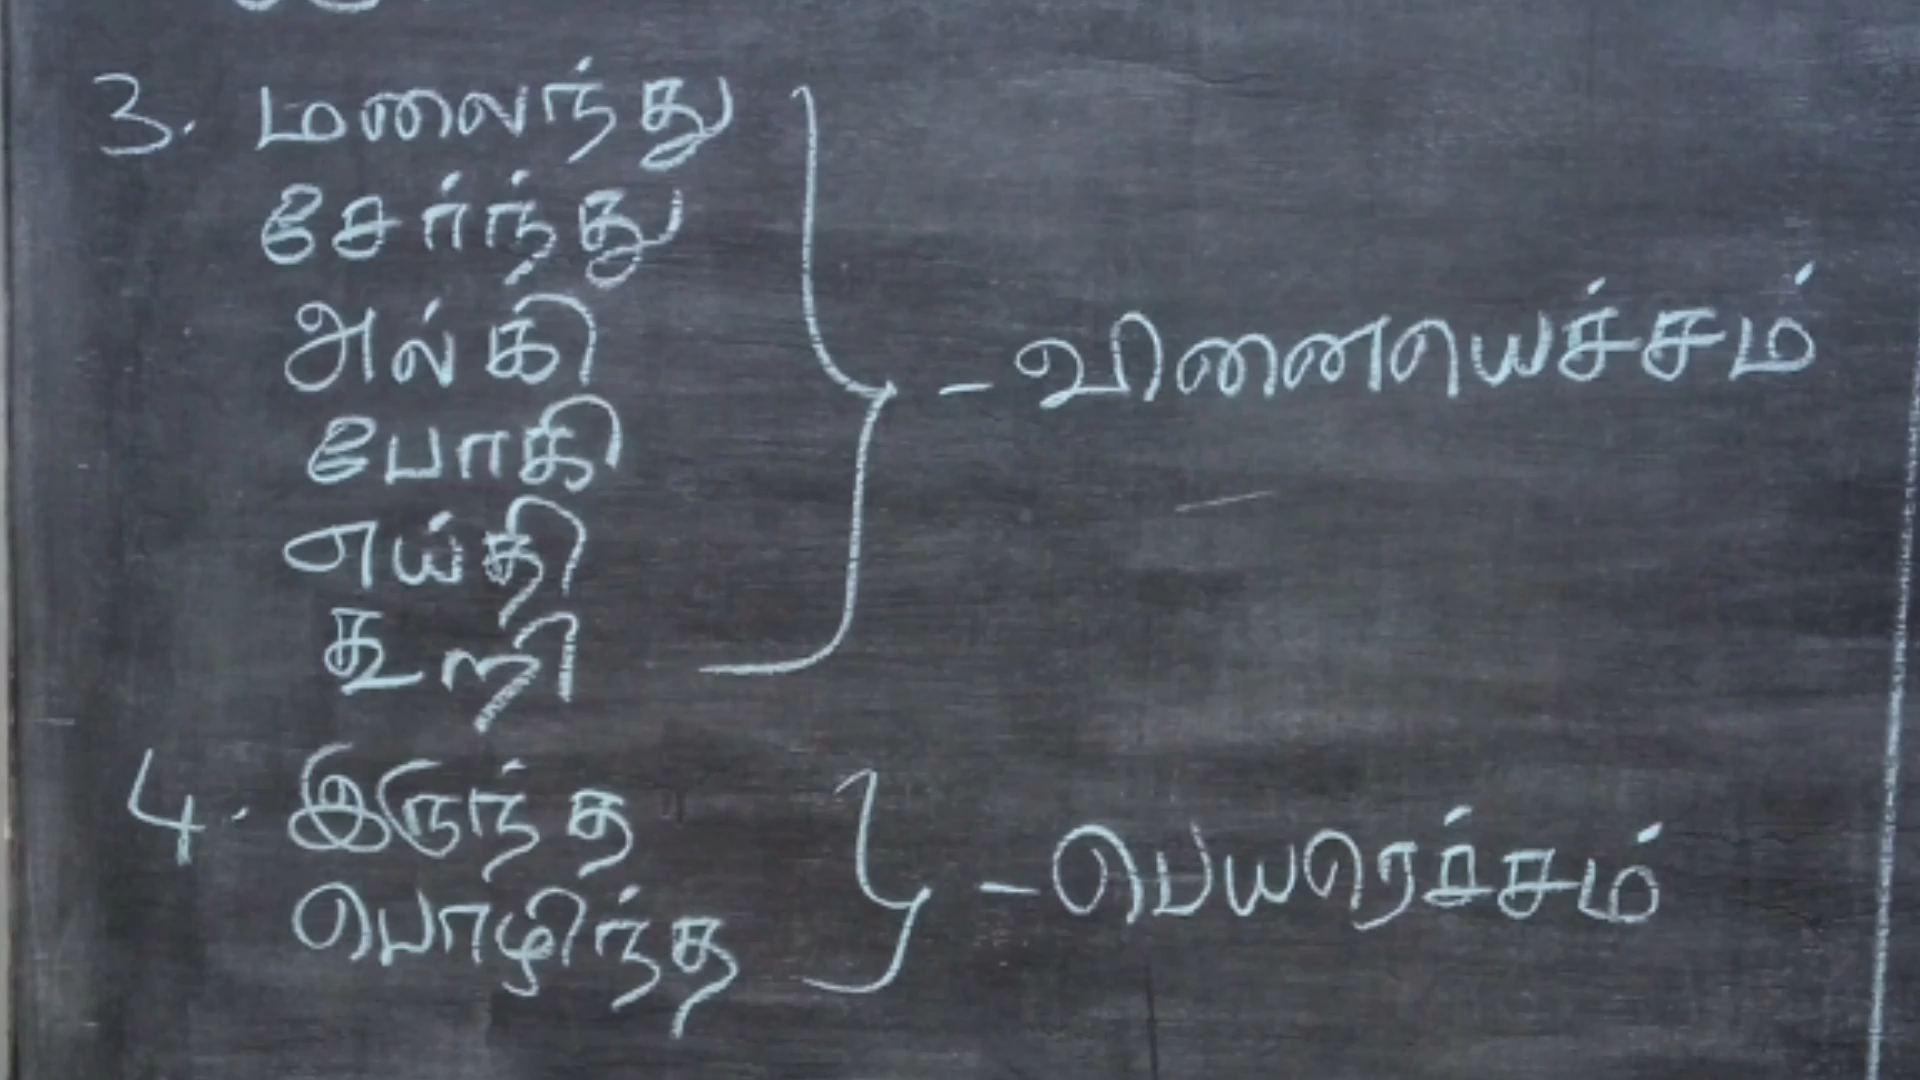 3. மலைந்து
சேர்ந்து
அல்கி
போகி
எய்தி
கூறி
- வினையெச்சம்
4. இருந்த
பொழிந்த
- பெயரெச்சம்